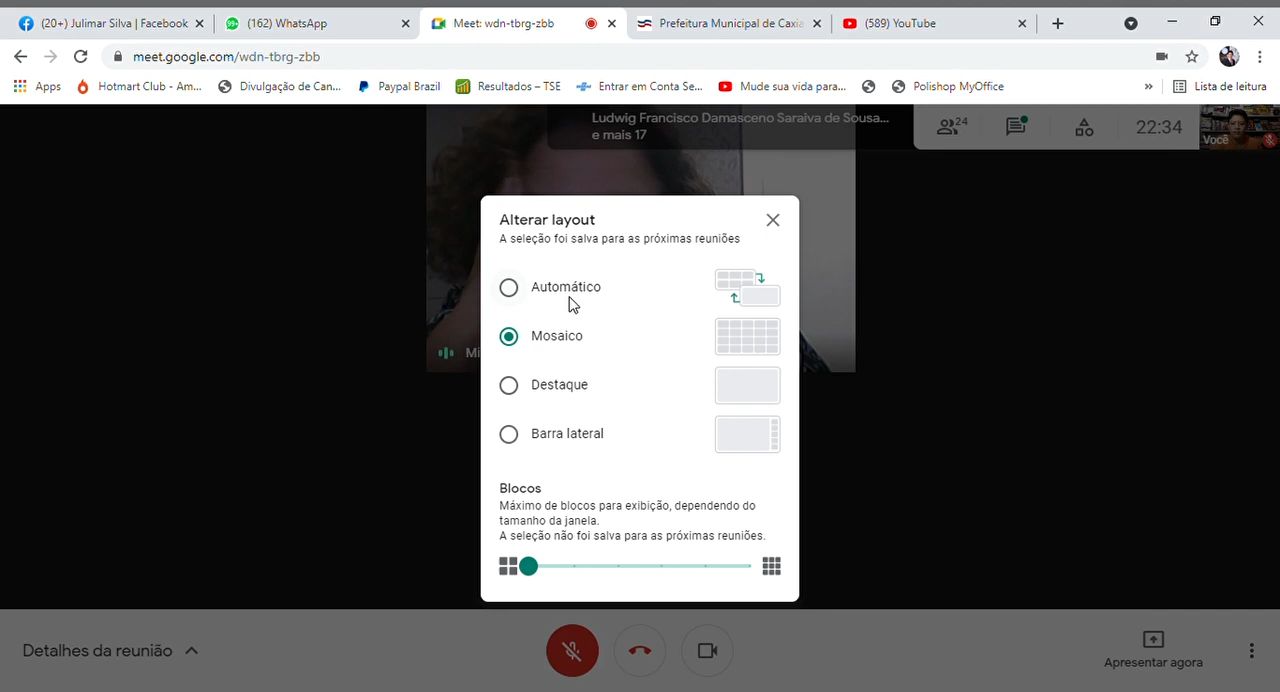 (20+) Julimar Silva | Facebook
99+
(162) WhatsApp
Meet: wdn-tbrg-zbb
Prefeitura Municipal de Caxia
(589) YouTube
meet.google.com/wdn-tbrg-zbb
Apps
Hotmart Club - Am...
Divulgação de Can...
Paypal Brazil
Resultados – TSE
Entrar em Conta Se...
Mude sua vida para...
Polishop MyOffice
»
Lista de leitura
Ludwig Francisco Damasceno Saraiva de Sousa...
e mais 17
24
22:34
Você
Alterar layout
A seleção foi salva para as próximas reuniões
Automático
Mosaico
Mi
Destaque
Barra lateral
Blocos
Máximo de blocos para exibição, dependendo do
tamanho da janela.
A seleção não foi salva para as próximas reuniões.
Detalhes da reunião
Apresentar agora